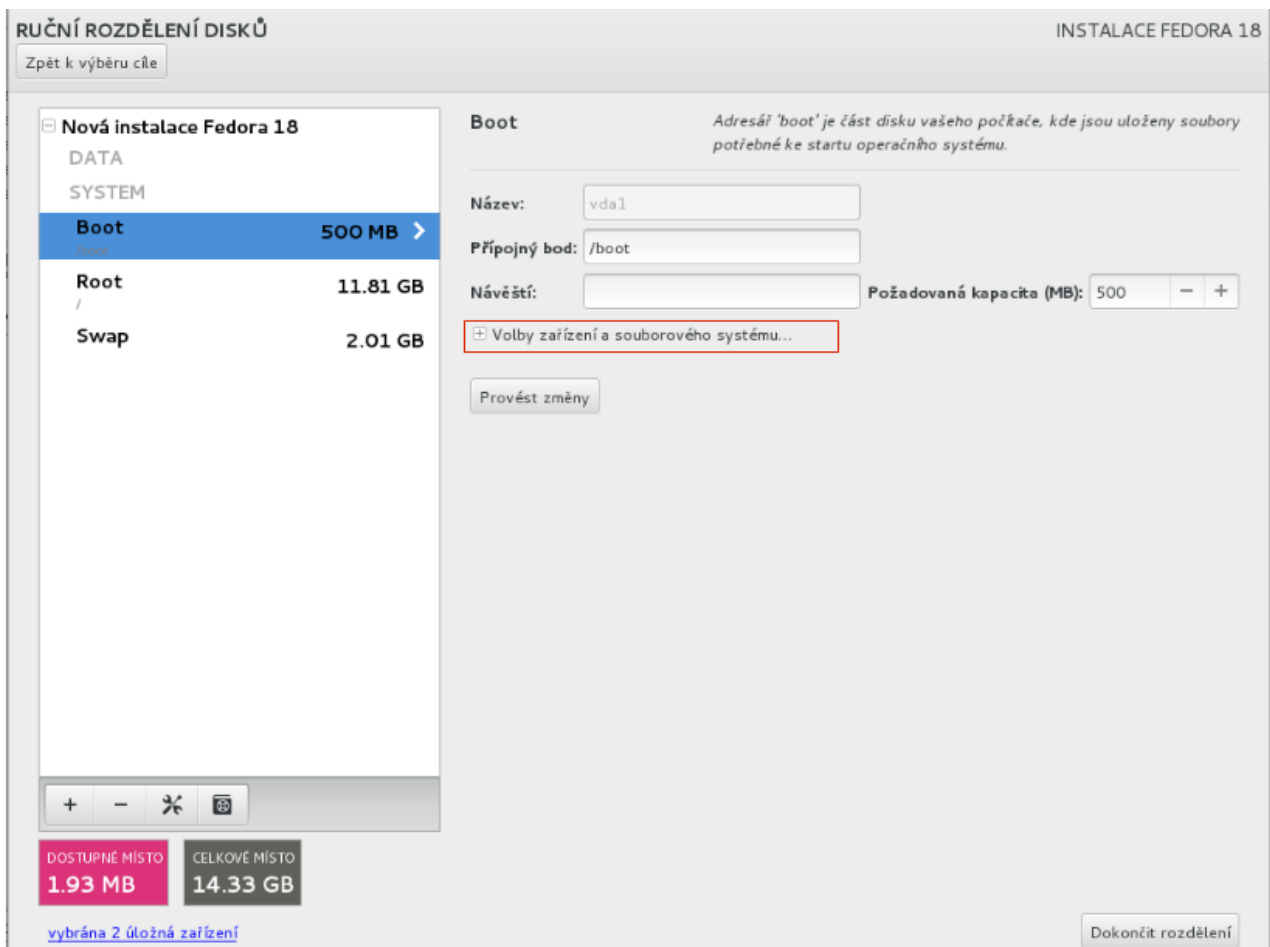 RUČNÍ ROZDĚLENÍ DISKŮ
INSTALACE FEDORA 18
Zpět k výběru cíle
Nová instalace Fedora 18
DATA
SYSTEM
Boot
500 MB
/boot
Root
11.81 GB
/
Swap
2.01 GB
Boot
Adresář 'boot' je část disku vašeho počítače, kde jsou uloženy soubory
potřebné ke startu operačního systému.
Název: vda1
Přípojný bod: /boot
Návěští:
Požadovaná kapacita (MB): 500 − +
Volby zařízení a souborového systému...
Provést změny
+ −
DOSTUPNÉ MÍSTO
1.93 MB
CELKOVÉ MÍSTO
14.33 GB
vybrána 2 úložná zařízení
Dokončit rozdělení